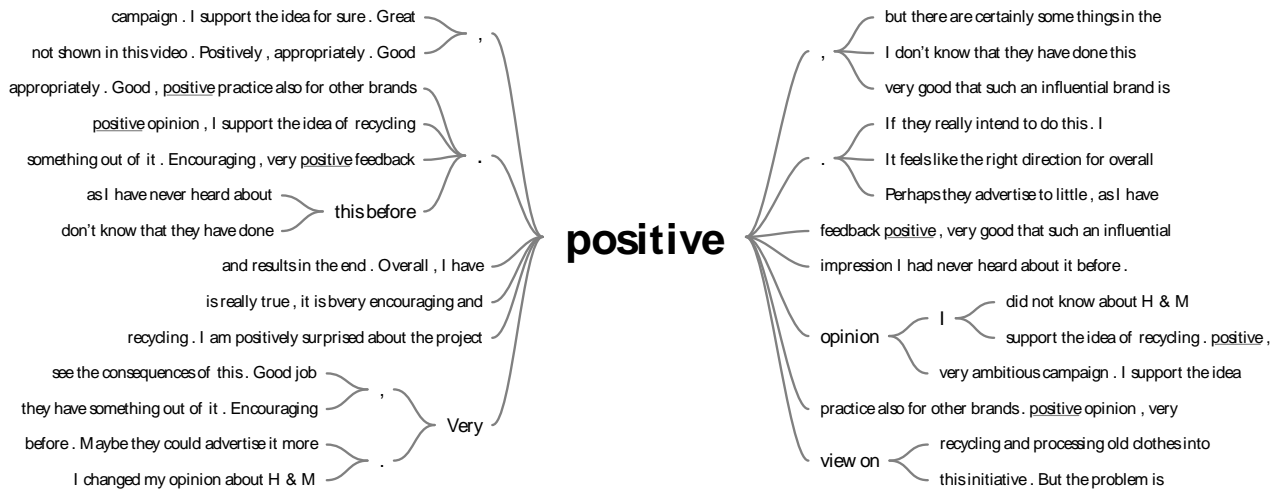 campaign . I support the idea for sure . Great
not shown in this video . Positively , appropriately . Good
,
appropriately . Good , positive practice also for other brands
positive opinion , I support the idea of recycling
something out of it . Encouraging , very positive feedback
as I have never heard about
don't know that they have done
this before
.
and results in the end . Overall , I have
is really true , it is bvery encouraging and
recycling . I am positively surprised about the project
see the consequences of this . Good job
they have something out of it . Encouraging
,
before . Maybe they could advertise it more
I changed my opinion about H & M
.
Very
positive
,
but there are certainly some things in the
I don't know that they have done this
very good that such an influential brand is
.
If they really intend to do this . I
It feels like the right direction for overall
Perhaps they advertise to little , as I have
feedback positive , very good that such an influential
impression I had never heard about it before .
opinion
I
did not know about H & M
support the idea of recycling . positive ,
very ambitious campaign . I support the idea
practice also for other brands . positive opinion , very
view on
recycling and processing old clothes into
this initiative . But the problem is